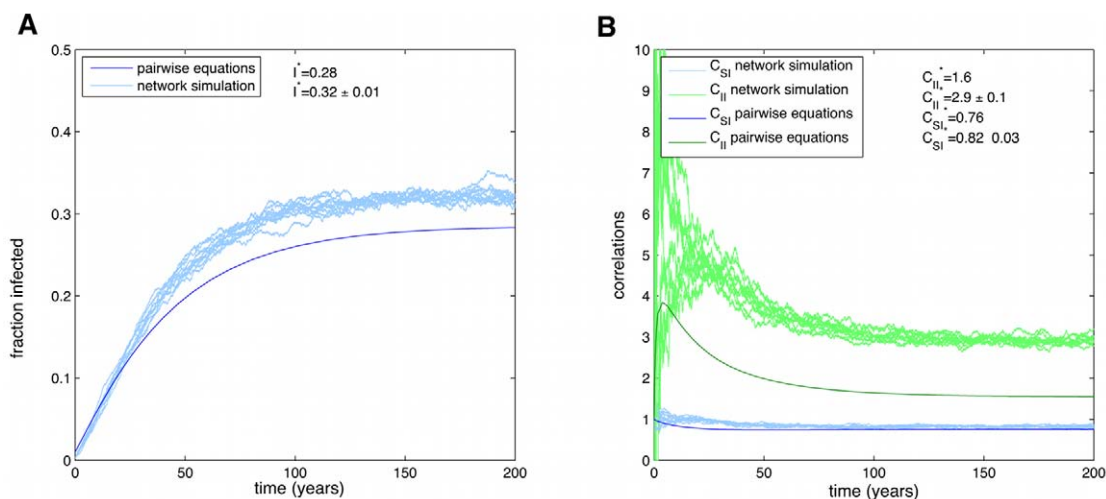 A
0.5
0.4
0.3
0.2
0.1
0
0
50
100
150
200
fraction infected
time (years)
pairwise equations
network simulation
I*=0.28
I*=0.32 ± 0.01
B
10
9
8
7
6
5
4
3
2
1
0
0
50
100
150
200
correlations
time (years)
C_SI network simulation
C_II network simulation
C_SI pairwise equations
C_II pairwise equations
C_II*=1.6
C_II*=2.9 ± 0.1
C_SI*=0.76
C_SI*=0.82 0.03